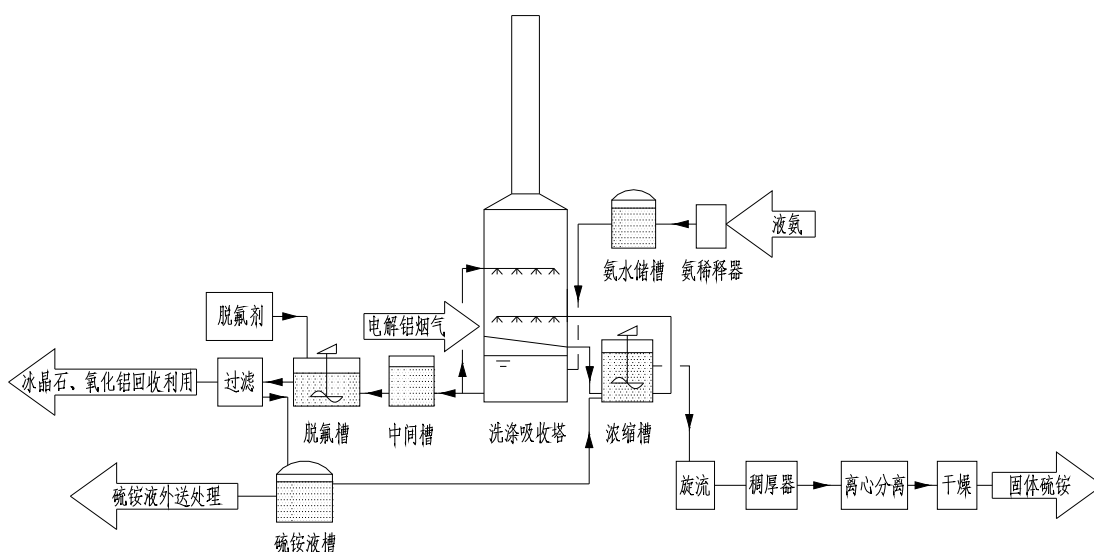 液氨
氨水储槽
氨稀释器
脱氟剂
电解铝烟气
冰晶石、氧化铝回收利用
过滤
脱氟槽
中间槽
洗涤吸收塔
浓缩槽
硫铵液外送处理
硫铵液槽
旋流
稠厚器
离心分离
干燥
固体硫铵